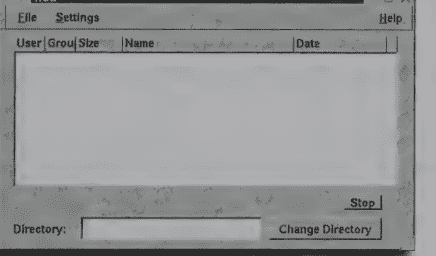 File Settings Help
User Grou Size Name Date
Stop
Directory: Change Directory